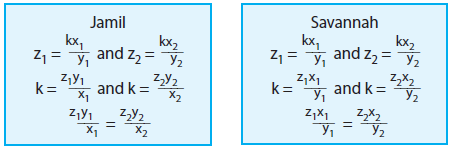 Jamil
z₁ = kx₁/y₁ and z₂ = kx₂/y₂
k = z₁y₁/x₁ and k = z₂y₂/x₂
z₁y₁/x₁ = z₂y₂/x₂
Savannah
z₁ = kx₁/y₁ and z₂ = kx₂/y₂
k = z₁x₁/y₁ and k = z₂x₂/y₂
z₁x₁/y₁ = z₂x₂/y₂